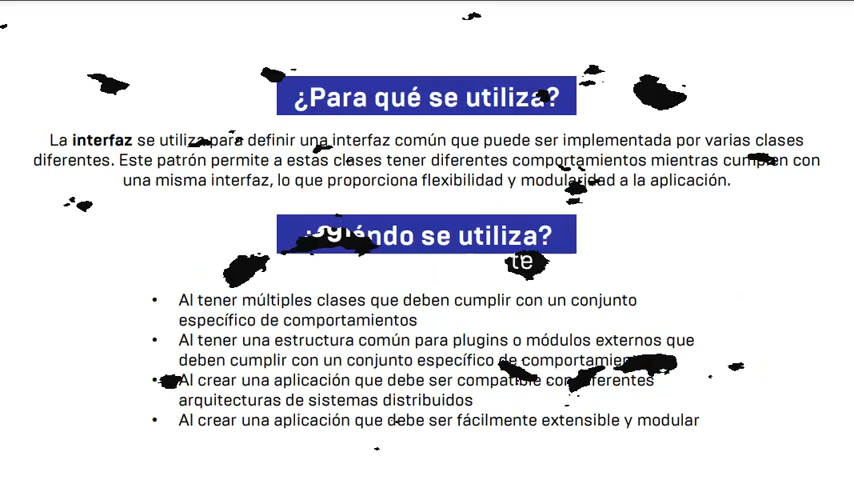 ¿Para qué se utiliza?
La interfaz se utiliza para definir una interfaz común que puede ser implementada por varias clases
diferentes. Este patrón permite a estas clases tener diferentes comportamientos mientras cumplen con
una misma interfaz, lo que proporciona flexibilidad y modularidad a la aplicación.
se utiliza?
te
• Al tener múltiples clases que deben cumplir con un conjunto
específico de comportamientos
• Al tener una estructura común para plugins o módulos externos que
deben cumplir con un conjunto específico de
• Al crear una aplicación que debe ser compatible con diferentes
arquitecturas de sistemas distribuidos
• Al crear una aplicación que debe ser fácilmente extensible y modular